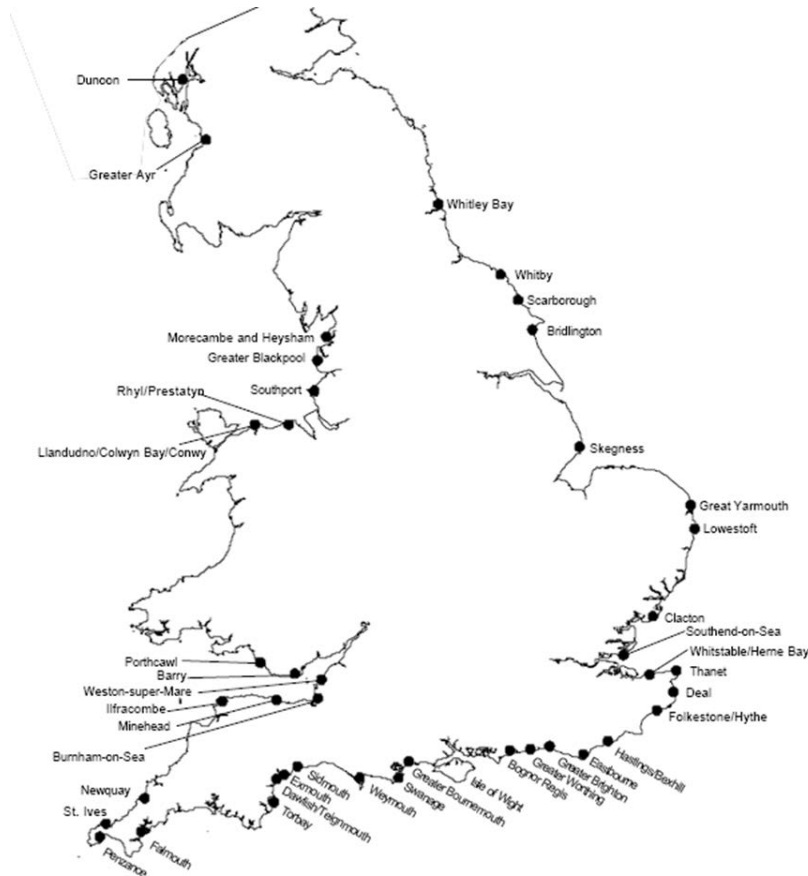 Dunoon
Greater Ayr
Whitley Bay
Whitby
Scarborough
Bridlington
Morecambe and Heysham
Greater Blackpool
Southport
Rhyl/Prestatyn
Llandudno/Colwyn Bay/Conwy
Skegness
Great Yarmouth
Lowestoft
Clacton
Southend-on-Sea
Whitstable/Herne Bay
Thanet
Deal
Folkestone/Hythe
Porthcawl
Barry
Weston-super-Mare
Ilfracombe
Minehead
Burnham-on-Sea
Newquay
St. Ives
Penzance
Falmouth
Torbay
Dawlish/Teignmouth
Exmouth
Sidmouth
Weymouth
Swanage
Greater Bournemouth
Isle of Wight
Bognor Regis
Greater Worthing
Greater Brighton
Eastbourne
Hastings/Bexhill